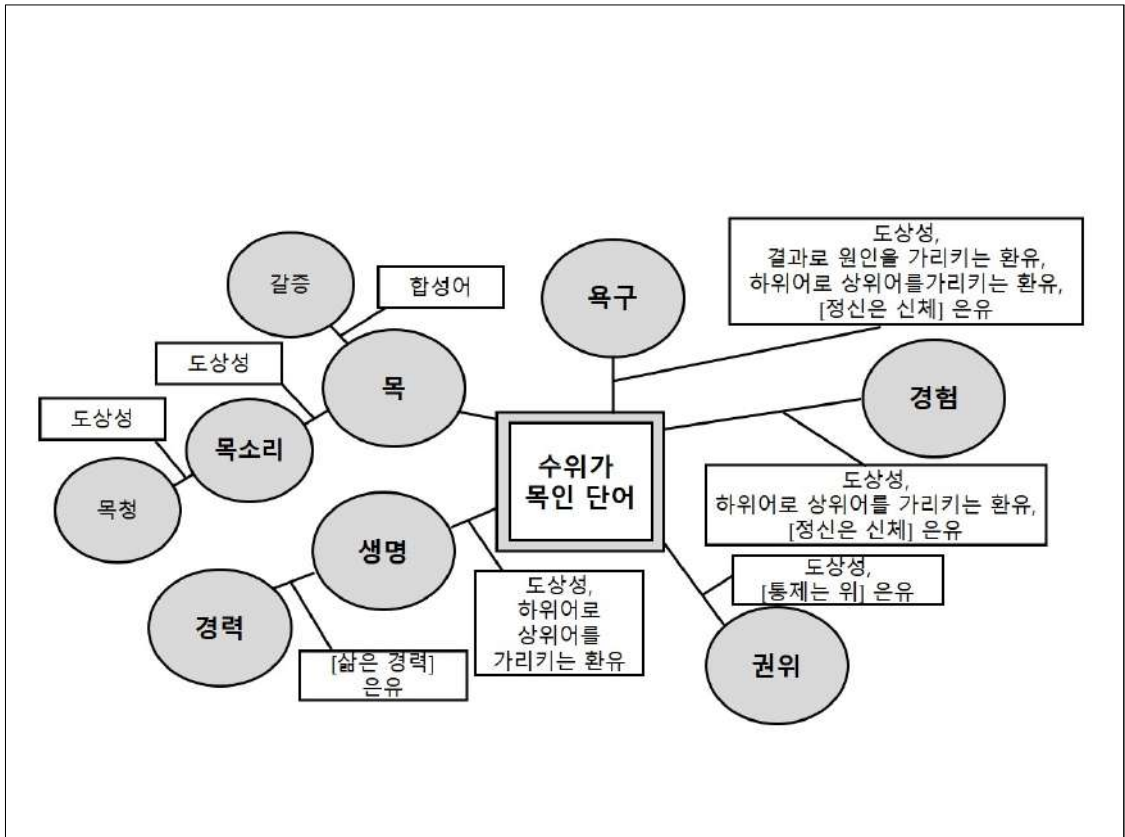 도상성,
결과로 원인을 가리키는 환유,
하위어로 상위어를가리키는 환유,
[정신은 신체] 은유
갈증
합성어
욕구
도상성
목
경험
도상성
목소리
수위가
목인 단어
목청
도상성,
하위어로 상위어를 가리키는 환유,
[정신은 신체] 은유
생명
도상성,
[통제는 위] 은유
도상성,
하위어로
상위어를
가리키는 환유
경력
[삶은 경력]
은유
권위